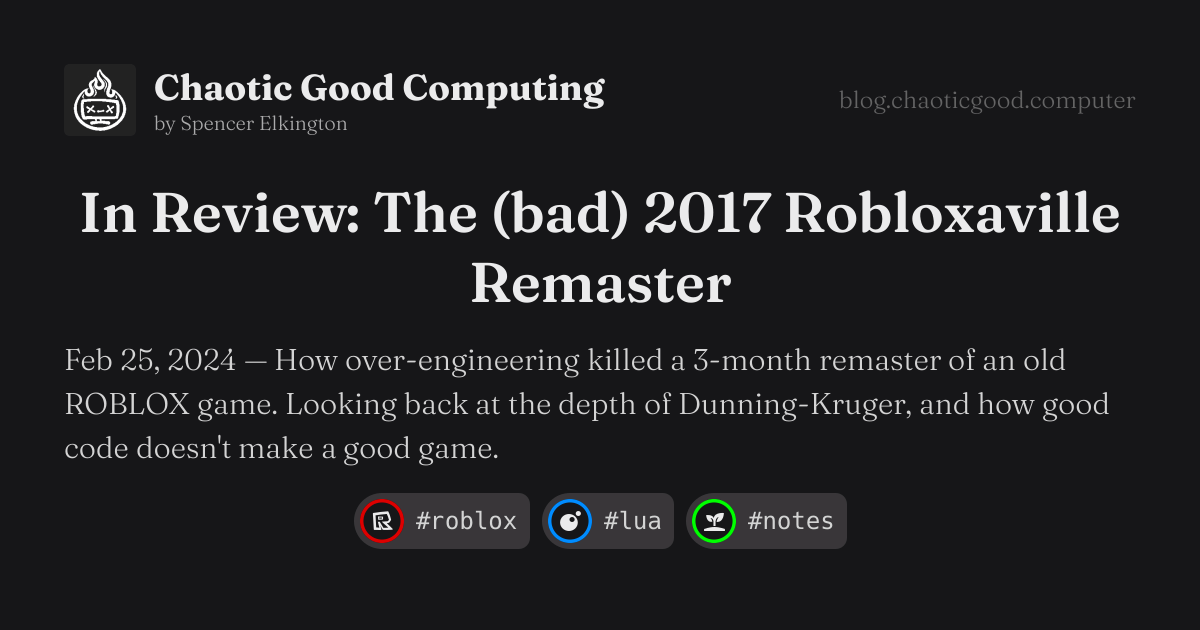 Chaotic Good Computing
by Spencer Elkington
blog.chaoticgood.computer
In Review: The (bad) 2017 Robloxaville
Remaster
Feb 25, 2024 — How over-engineering killed a 3-month remaster of an old
ROBLOX game. Looking back at the depth of Dunning-Kruger, and how good
code doesn't make a good game.
#roblox
#lua
#notes